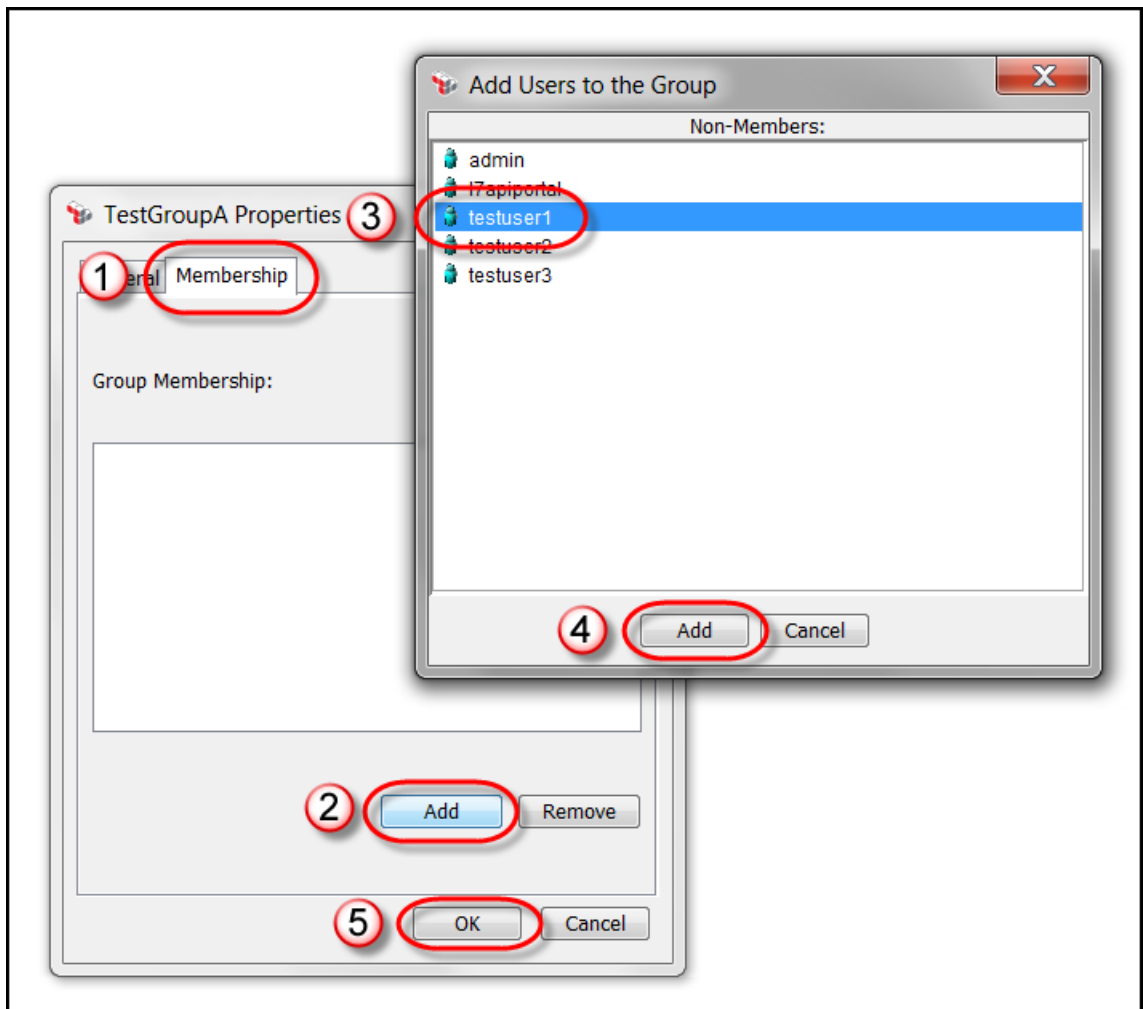 Add Users to the Group
Non-Members:
admin
l7apiportal
testuser1
testuser2
testuser3
4
Add Cancel
TestGroupA Properties
3
1
eral Membership
Group Membership:
2
Add Remove
5
OK Cancel